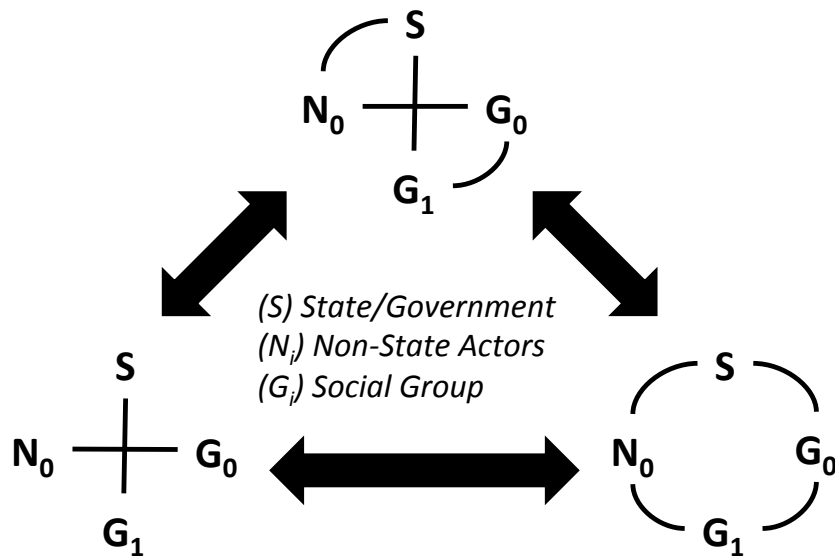 S
N₀ G₀
G₁
(S) State/Government
(Nᵢ) Non-State Actors
(Gᵢ) Social Group
S
N₀ G₀
G₁
S
N₀ G₀
G₁